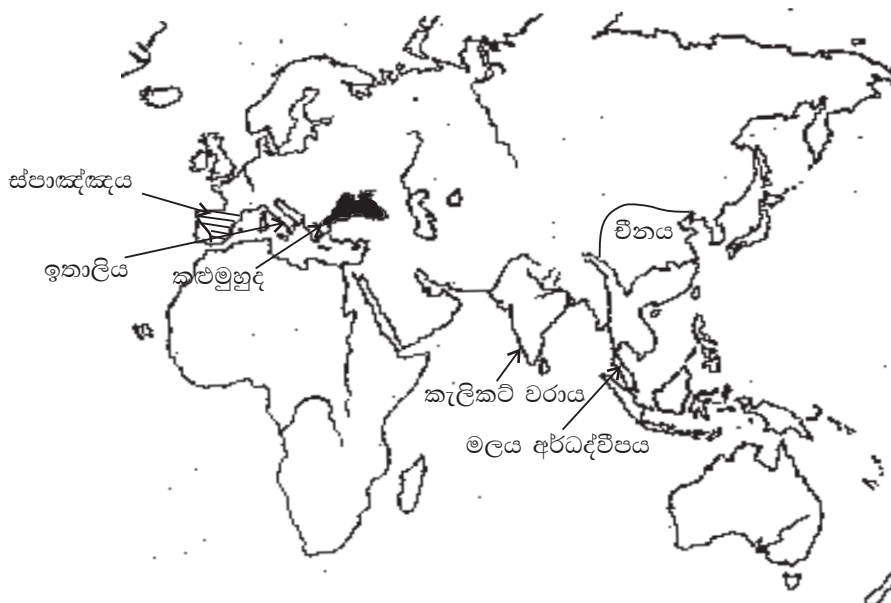 ස්පාඤ්ඤය
චීනය
ඉතාලිය
කළුමුහුද
කැලිකට් වරාය
මලය අර්ධද්වීපය